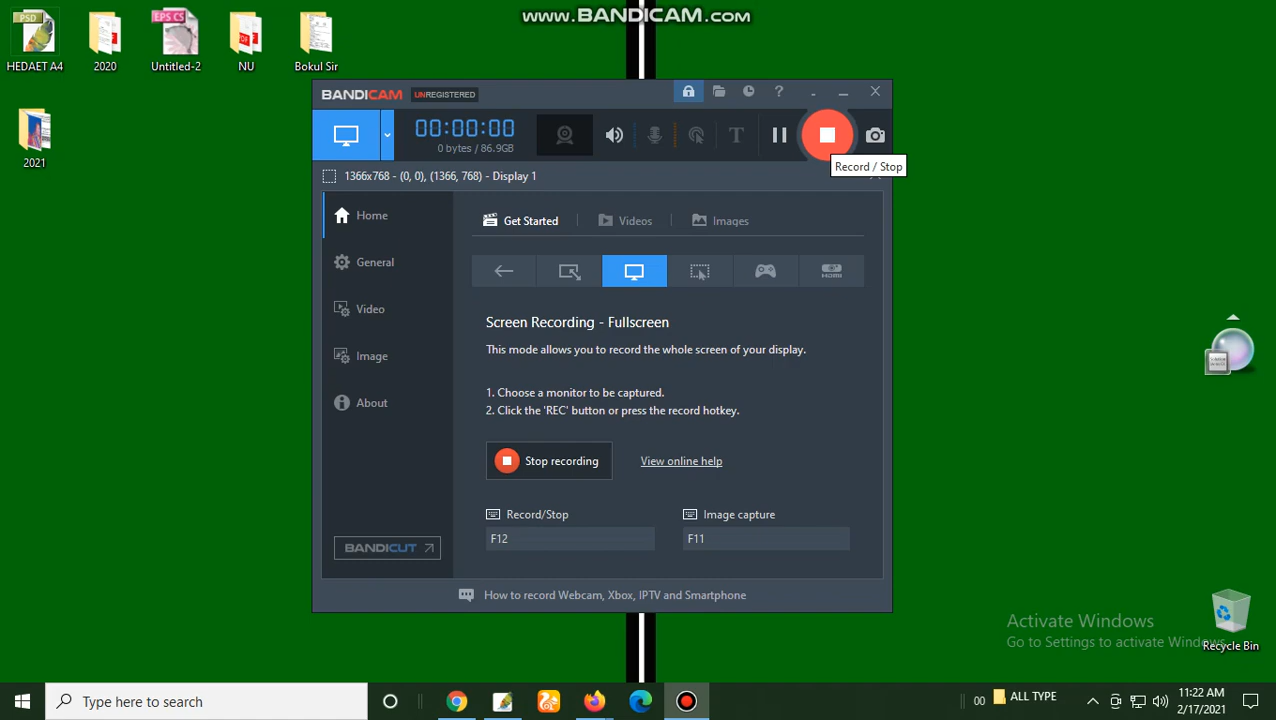 www.BANDICAM.com
PSD
HEDAET A4
2020
EPS CS
Untitled-2
NU
Bokul Sir
2021
BANDICAM UNREGISTERED
00:00:00
0 bytes / 86.9GB
T
Record / Stop
1366x768 - (0, 0), (1366, 768) - Display 1
Home
General
Video
Image
About
BANDICUT
Get Started
Videos
Images
HDMI
Screen Recording - Fullscreen
This mode allows you to record the whole screen of your display.
1. Choose a monitor to be captured.
2. Click the 'REC' button or press the record hotkey.
Stop recording
View online help
Record/Stop
Image capture
F12
F11
How to record Webcam, Xbox, IPTV and Smartphone
Activate Windows
Go to Settings to activate Windows.
Recycle Bin
Type here to search
00
ALL TYPE
11:22 AM
2/17/2021